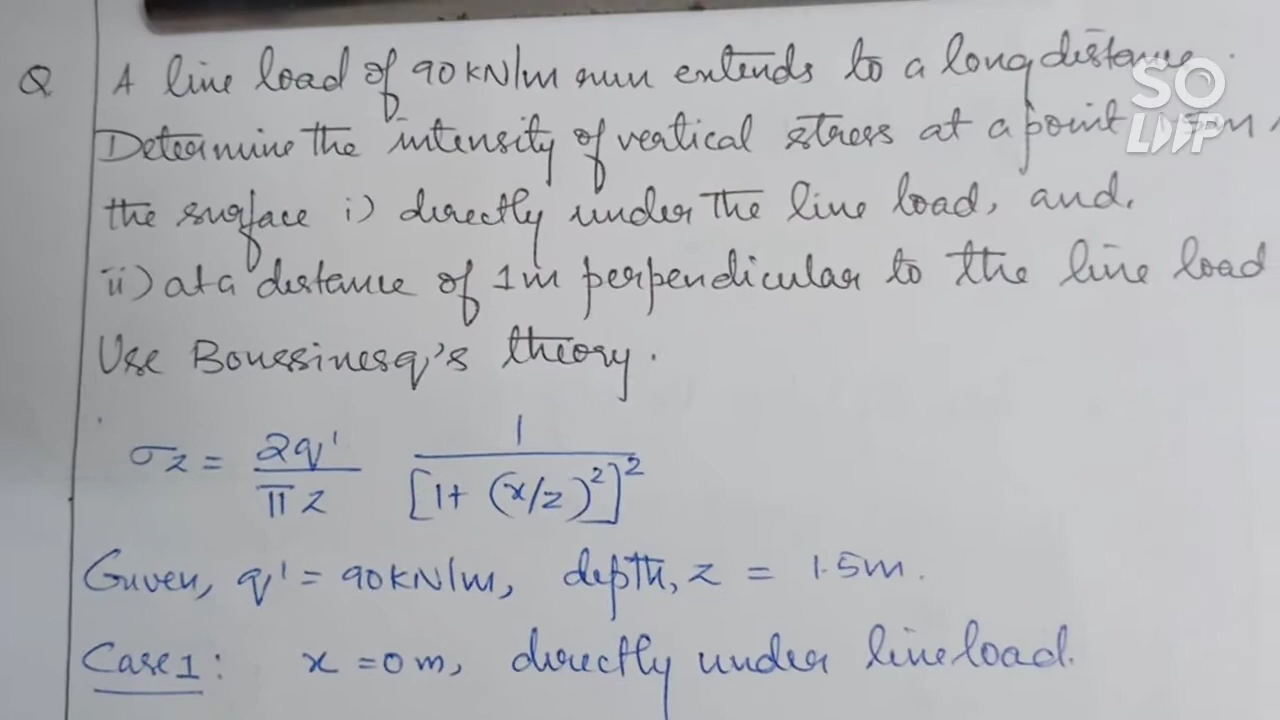 Q A line load of 90 kN/m run extends to a long distance.
Determine the intensity of vertical stress at a point
the surface i) directly under the line load, and.
ii) at a distance of 1m perpendicular to the line load
Use Boussinesq's theory.
σz = 2q' / πz 1 / [1+ (x/z)²]²
Given, q' = 90kN/m, depth, z = 1.5m.
Case 1: x = 0 m, directly under line load.
SO